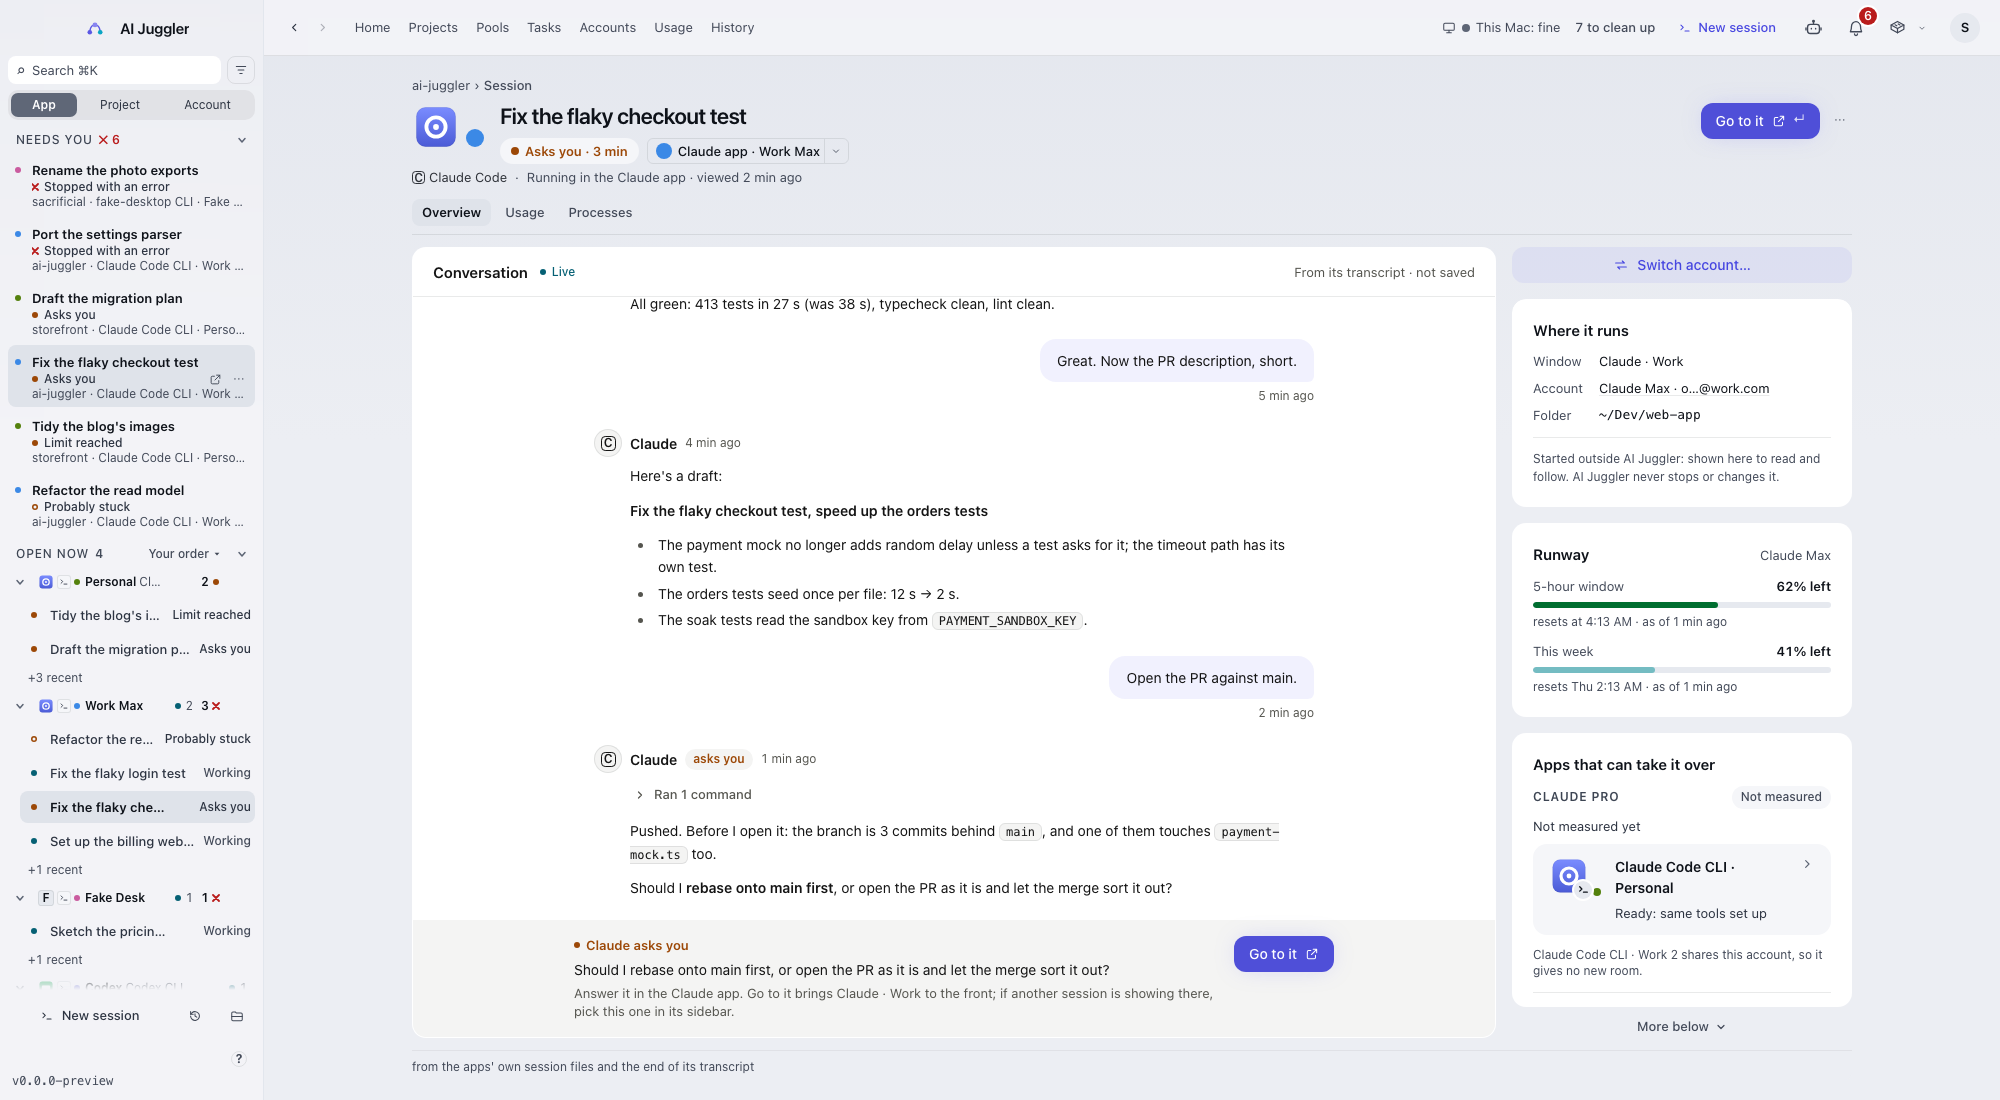 AI Juggler
Search ⌘K
App
Project
Account
NEEDS YOU
6
Rename the photo exports
Stopped with an error
sacrificial · fake-desktop CLI · Fake ...
Port the settings parser
Stopped with an error
ai-juggler · Claude Code CLI · Work ...
Draft the migration plan
Asks you
storefront · Claude Code CLI · Perso...
Fix the flaky checkout test
Asks you
ai-juggler · Claude Code CLI · Work ...
Tidy the blog's images
Limit reached
storefront · Claude Code CLI · Perso...
Refactor the read model
Probably stuck
ai-juggler · Claude Code CLI · Work ...
OPEN NOW 4
Your order
Personal Cl...
2
Tidy the blog's i...
Limit reached
Draft the migration p...
Asks you
+3 recent
Work Max
2
3
Refactor the re...
Probably stuck
Fix the flaky login test
Working
Fix the flaky che...
Asks you
Set up the billing web...
Working
+1 recent
F
Fake Desk
1
1
Sketch the pricin...
Working
+1 recent
Codex Codex CLI
1
New session
?
v0.0.0-preview
Home
Projects
Pools
Tasks
Accounts
Usage
History
This Mac: fine
7 to clean up
New session
6
S
ai-juggler › Session
Fix the flaky checkout test
Asks you · 3 min
Claude app · Work Max
C Claude Code · Running in the Claude app · viewed 2 min ago
Go to it
...
Overview
Usage
Processes
Conversation
Live
From its transcript · not saved
All green: 413 tests in 27 s (was 38 s), typecheck clean, lint clean.
Great. Now the PR description, short.
5 min ago
C
Claude
4 min ago
Here's a draft:
Fix the flaky checkout test, speed up the orders tests
• The payment mock no longer adds random delay unless a test asks for it; the timeout path has its
own test.
• The orders tests seed once per file: 12 s → 2 s.
• The soak tests read the sandbox key from PAYMENT_SANDBOX_KEY.
Open the PR against main.
2 min ago
C
Claude
asks you
1 min ago
Ran 1 command
Pushed. Before I open it: the branch is 3 commits behind main, and one of them touches payment-
mock.ts too.
Should I rebase onto main first, or open the PR as it is and let the merge sort it out?
Claude asks you
Should I rebase onto main first, or open the PR as it is and let the merge sort it out?
Answer it in the Claude app. Go to it brings Claude · Work to the front; if another session is showing there,
pick this one in its sidebar.
Go to it
from the apps' own session files and the end of its transcript
Switch account...
Where it runs
Window
Claude · Work
Account
Claude Max · o...@work.com
Folder
~/Dev/web-app
Started outside AI Juggler: shown here to read and
follow. AI Juggler never stops or changes it.
Runway
Claude Max
5-hour window
62% left
resets at 4:13 AM · as of 1 min ago
This week
41% left
resets Thu 2:13 AM · as of 1 min ago
Apps that can take it over
CLAUDE PRO
Not measured
Not measured yet
Claude Code CLI ·
Personal
Ready: same tools set up
Claude Code CLI · Work 2 shares this account, so it
gives no new room.
More below